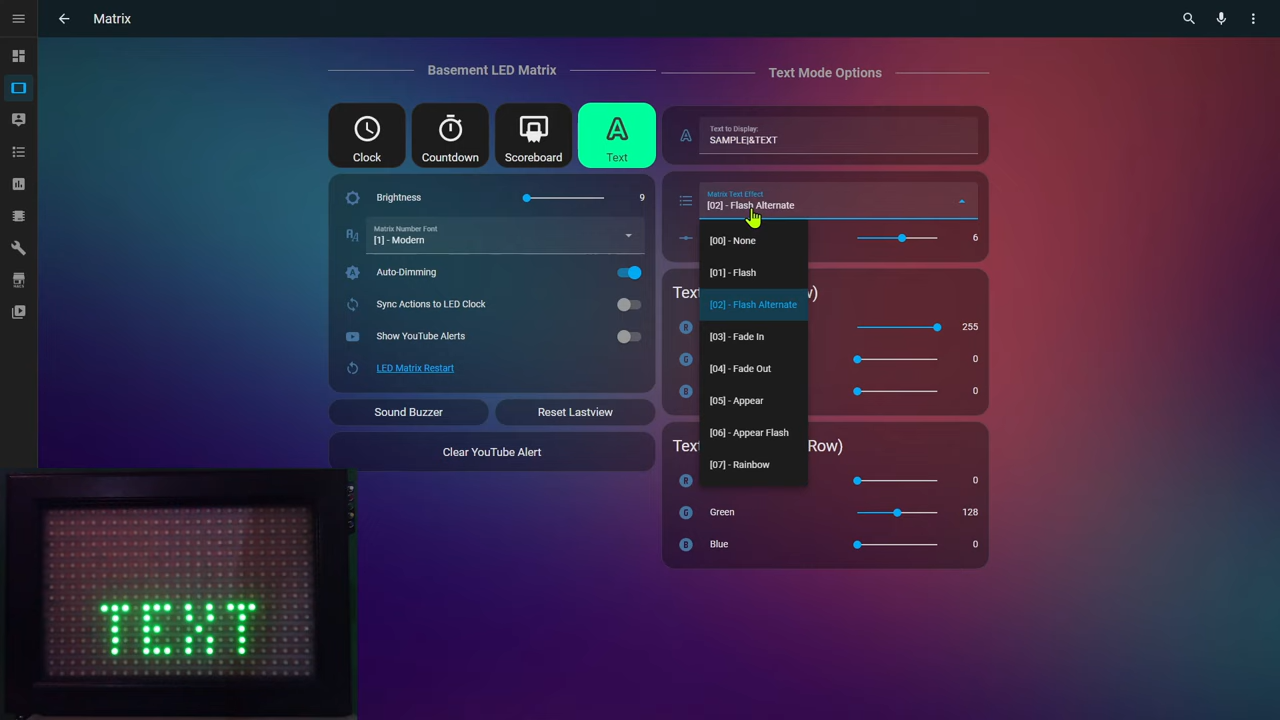 Matrix
Basement LED Matrix
Clock
Countdown
Scoreboard
Text
Brightness
9
Matrix Number Font
[1] - Modern
Auto-Dimming
Sync Actions to LED Clock
Show YouTube Alerts
LED Matrix Restart
Sound Buzzer
Reset Lastview
Clear YouTube Alert
Text Mode Options
Text to Display:
SAMPLE|&TEXT
Matrix Text Effect
[02] - Flash Alternate
6
[00] - None
[01] - Flash
[02] - Flash Alternate
[03] - Fade In
[04] - Fade Out
[05] - Appear
[06] - Appear Flash
[07] - Rainbow
R
255
G
0
B
0
Row)
R
0
G
Green
128
B
Blue
0
TEXT